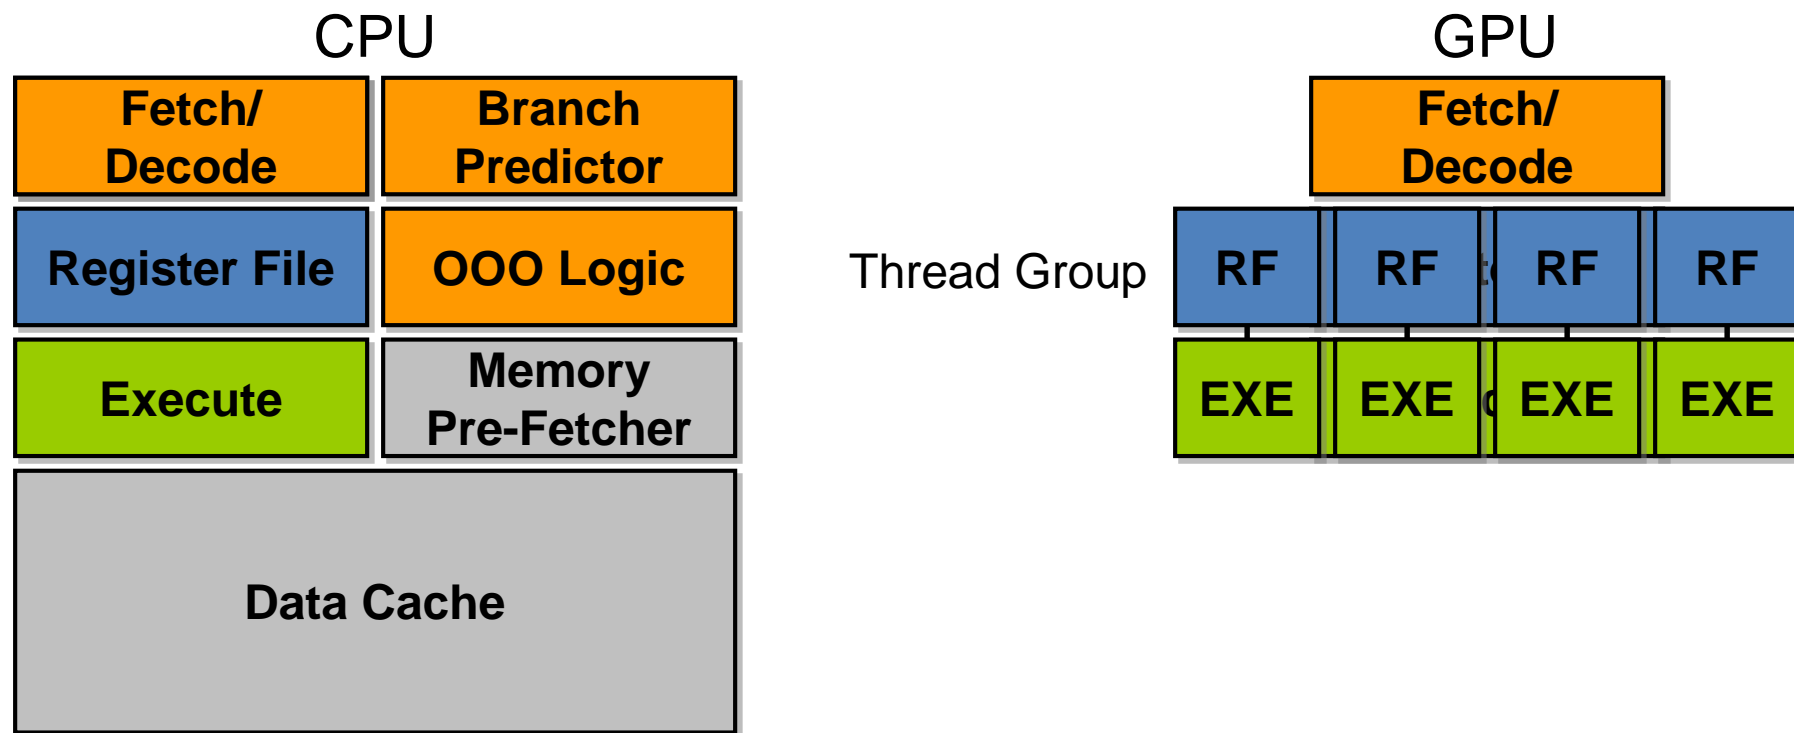 CPU
GPU
Fetch/
Decode
Branch
Predictor
Fetch/
Decode
Register File
OOO Logic
Thread Group
RF
RF
RF
RF
Execute
Memory
Pre-Fetcher
EXE
EXE
EXE
EXE
Data Cache